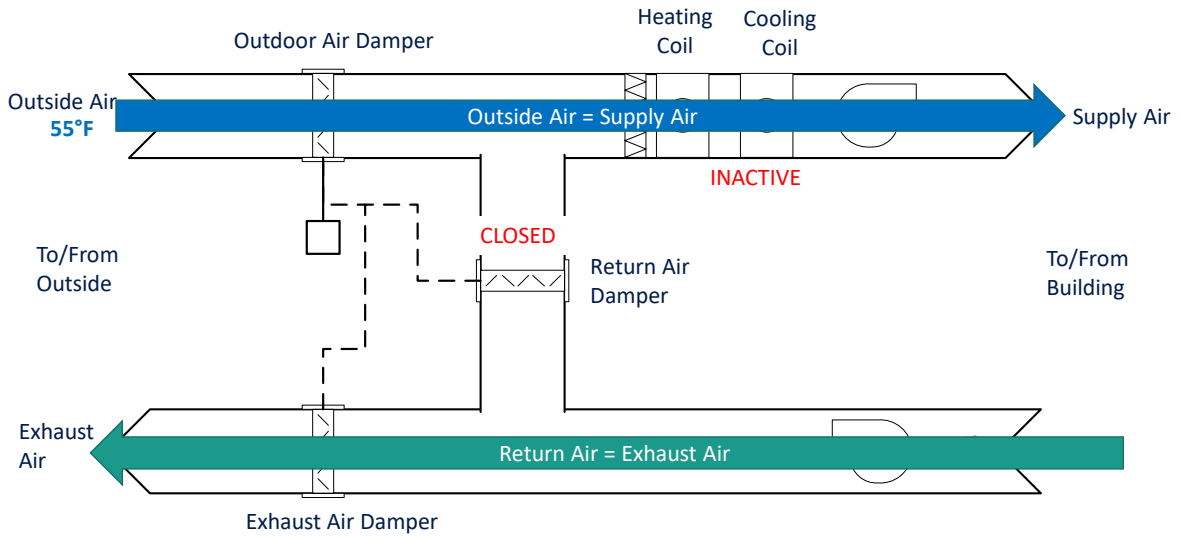 Heating
Coil
Cooling
Coil
Outdoor Air Damper
Outside Air
55°F
Outside Air = Supply Air
Supply Air
INACTIVE
CLOSED
To/From
Outside
Return Air
Damper
To/From
Building
Exhaust
Air
Return Air = Exhaust Air
Exhaust Air Damper